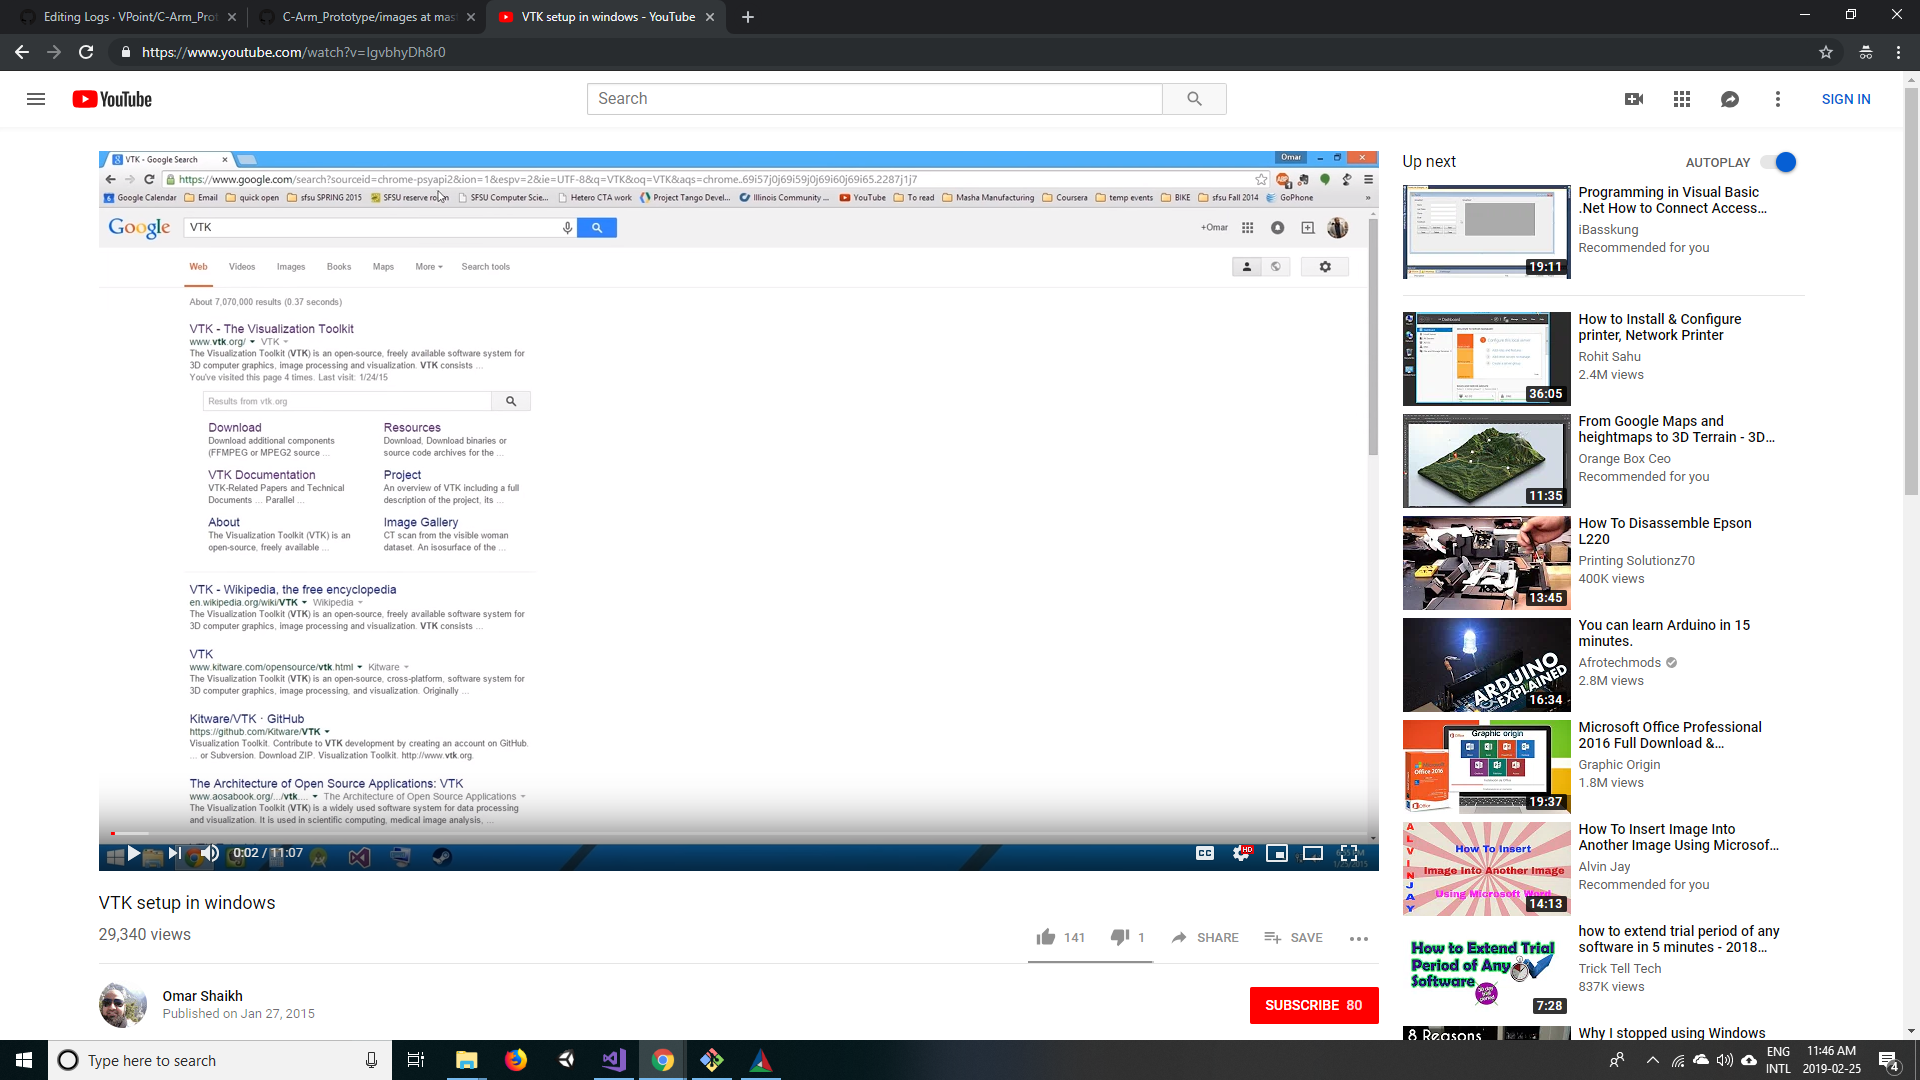 Editing Logs · VPoint/C-Arm_Prot
C-Arm_Prototype/images at mas
VTK setup in windows - YouTube
https://www.youtube.com/watch?v=IgvbhyDh8r0
YouTube
Search
SIGN IN
VTK - Google Search
Omar
https://www.google.com/search?sourceid=chrome-psyapi2&ion=1&espv=2&ie=UTF-8&q=VTK&oq=VTK&aqs=chrome..69i57j0j69i59j0j69i60j69i65.2287j1j7
Google Calendar Email quick open sfsu SPRING 2015 SFSU reserve room SFSU Computer Scie... Hetero CTA work Project Tango Devel... Illinois Community ... YouTube To read Masha Manufacturing Coursera temp events BIKE sfsu Fall 2014 GoPhone »
Google
VTK
+Omar
Web Videos Images Books Maps More Search tools
About 7,070,000 results (0.37 seconds)
VTK - The Visualization Toolkit
www.vtk.org/ VTK
The Visualization Toolkit (VTK) is an open-source, freely available software system for
3D computer graphics, image processing and visualization. VTK consists ...
You've visited this page 4 times. Last visit: 1/24/15
Results from vtk.org
Download
Download additional components
(FFMPEG or MPEG2 source ...
Resources
Download, Download binaries or
source code archives for the ...
VTK Documentation
VTK-Related Papers and Technical
Documents ... Parallel ...
Project
An overview of VTK including a full
description of the project, its ...
About
The Visualization Toolkit (VTK) is an
open-source, freely available ...
Image Gallery
CT scan from the visible woman
dataset. An isosurface of the ...
VTK - Wikipedia, the free encyclopedia
en.wikipedia.org/wiki/VTK Wikipedia
The Visualization Toolkit (VTK) is an open-source, freely available software system for
3D computer graphics, image processing and visualization. VTK consists ...
VTK
www.kitware.com/opensource/vtk.html Kitware
The Visualization Toolkit (VTK) is an open-source, cross-platform, software system for
3D computer graphics, image processing, and visualization. Originally ...
Kitware/VTK · GitHub
https://github.com/Kitware/VTK
Visualization Toolkit. Contribute to VTK development by creating an account on GitHub.
... or Subversion. Download ZIP. Visualization Toolkit. http://www.vtk.org.
The Architecture of Open Source Applications: VTK
www.aosabook.org/.../vtk.... The Architecture of Open Source Applications
The Visualization Toolkit (VTK) is a widely used software system for data processing
and visualization. It is used in scientific computing, medical image analysis, ...
0:02 / 11:07
CC
HD
VTK setup in windows
29,340 views
141
1
SHARE
SAVE
Omar Shaikh
Published on Jan 27, 2015
SUBSCRIBE 80
Up next
AUTOPLAY
19:11
Programming in Visual Basic
.Net How to Connect Access...
iBasskung
Recommended for you
36:05
How to Install & Configure
printer, Network Printer
Rohit Sahu
2.4M views
11:35
From Google Maps and
heightmaps to 3D Terrain - 3D...
Orange Box Ceo
Recommended for you
13:45
How To Disassemble Epson
L220
Printing Solutionz70
400K views
ARDUINO
EXPLAINED
16:34
You can learn Arduino in 15
minutes.
Afrotechmods
2.8M views
Graphic origin
Office 2016
Office
19:37
Microsoft Office Professional
2016 Full Download &...
Graphic Origin
1.8M views
ALVINJAY
How To Insert
Image Into Another Image
Using Microsoft Word
14:13
How To Insert Image Into
Another Image Using Microsof...
Alvin Jay
Recommended for you
How to Extend Trial
Period of Any
Software
7:28
how to extend trial period of any
software in 5 minutes - 2018...
Trick Tell Tech
837K views
8 Reasons
Why I stopped using Windows
Type here to search
ENG
INTL
11:46 AM
2019-02-25
4